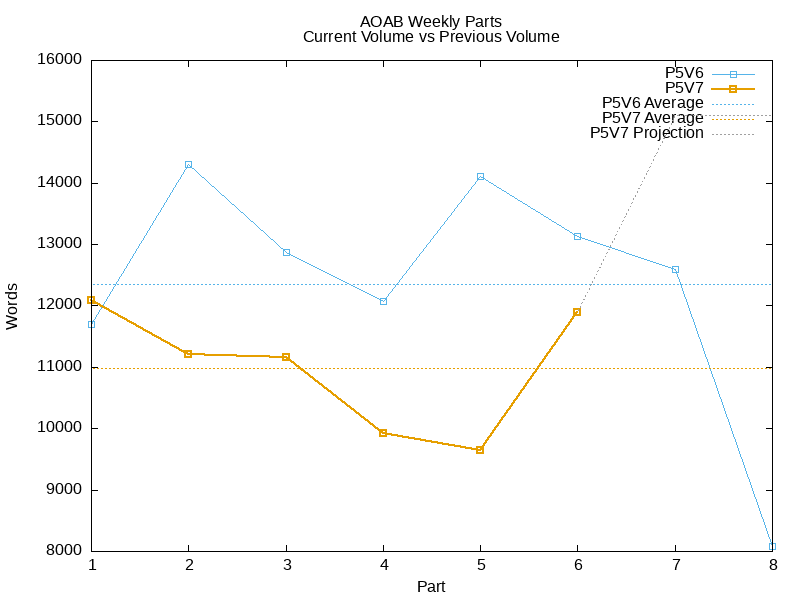 AOAB Weekly Parts
Current Volume vs Previous Volume
16000
15000
14000
13000
12000
11000
10000
9000
8000
Words
P5V6
P5V7
P5V6 Average
P5V7 Average
P5V7 Projection
1 2 3 4 5 6 7 8
Part